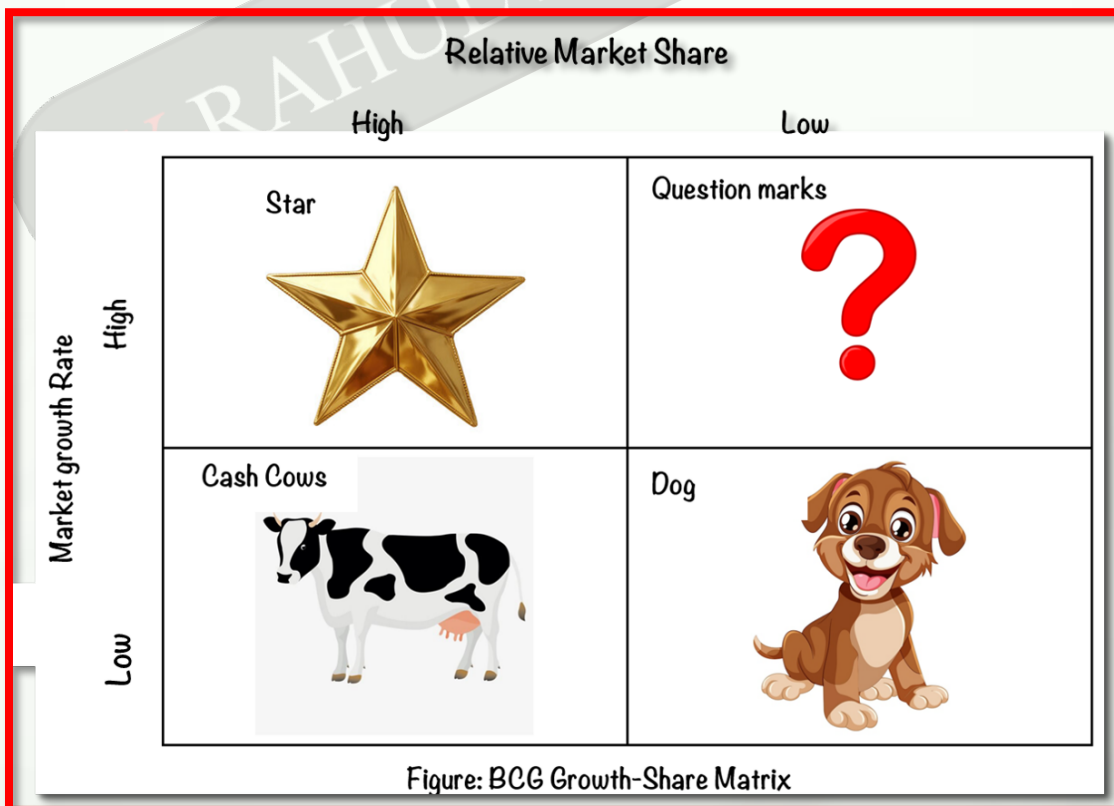 RAHUL
Relative Market Share
High
Low
Star
Question marks
Market growth Rate
High
Cash Cows
Dog
Low
Figure: BCG Growth-Share Matrix